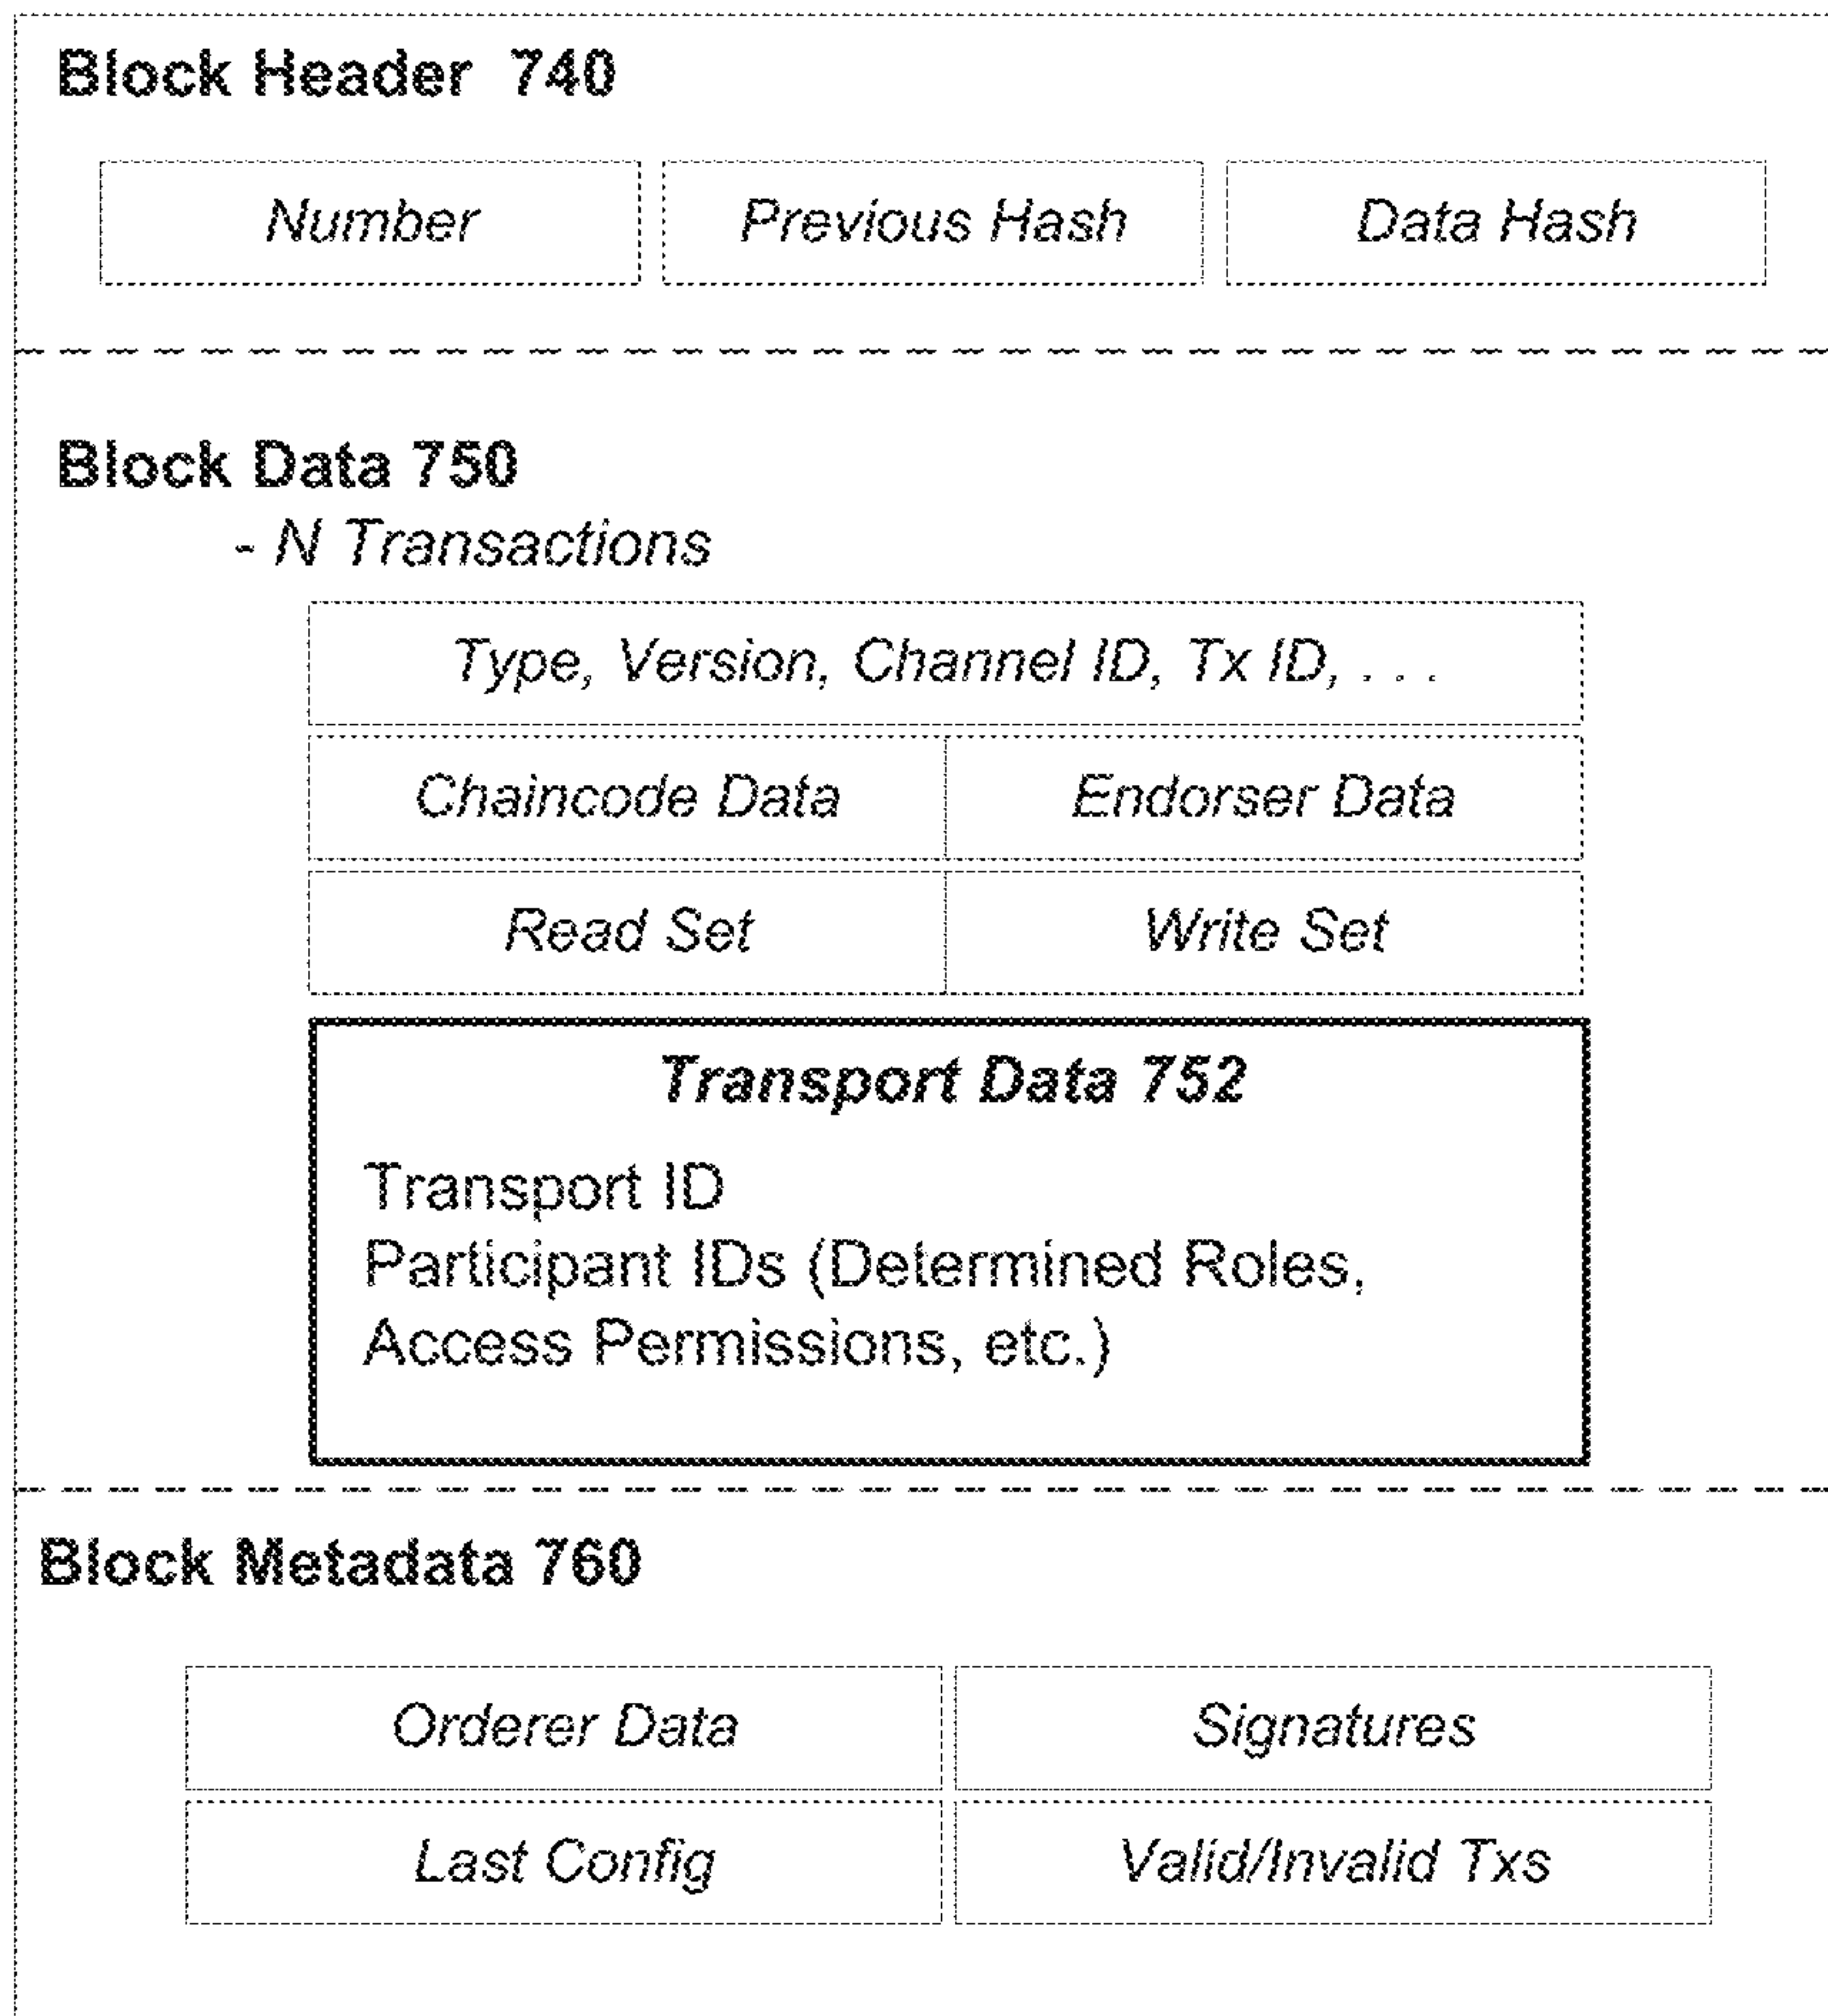 Block Header 740
Number Previous Hash Data Hash
Block Data 750
- N Transactions
Type, Version, Channel ID, Tx ID, . . .
Chaincode Data Endorser Data
Read Set Write Set
Transport Data 752
Transport ID
Participant IDs (Determined Roles,
Access Permissions, etc.)
Block Metadata 760
Orderer Data Signatures
Last Config Valid/Invalid Txs